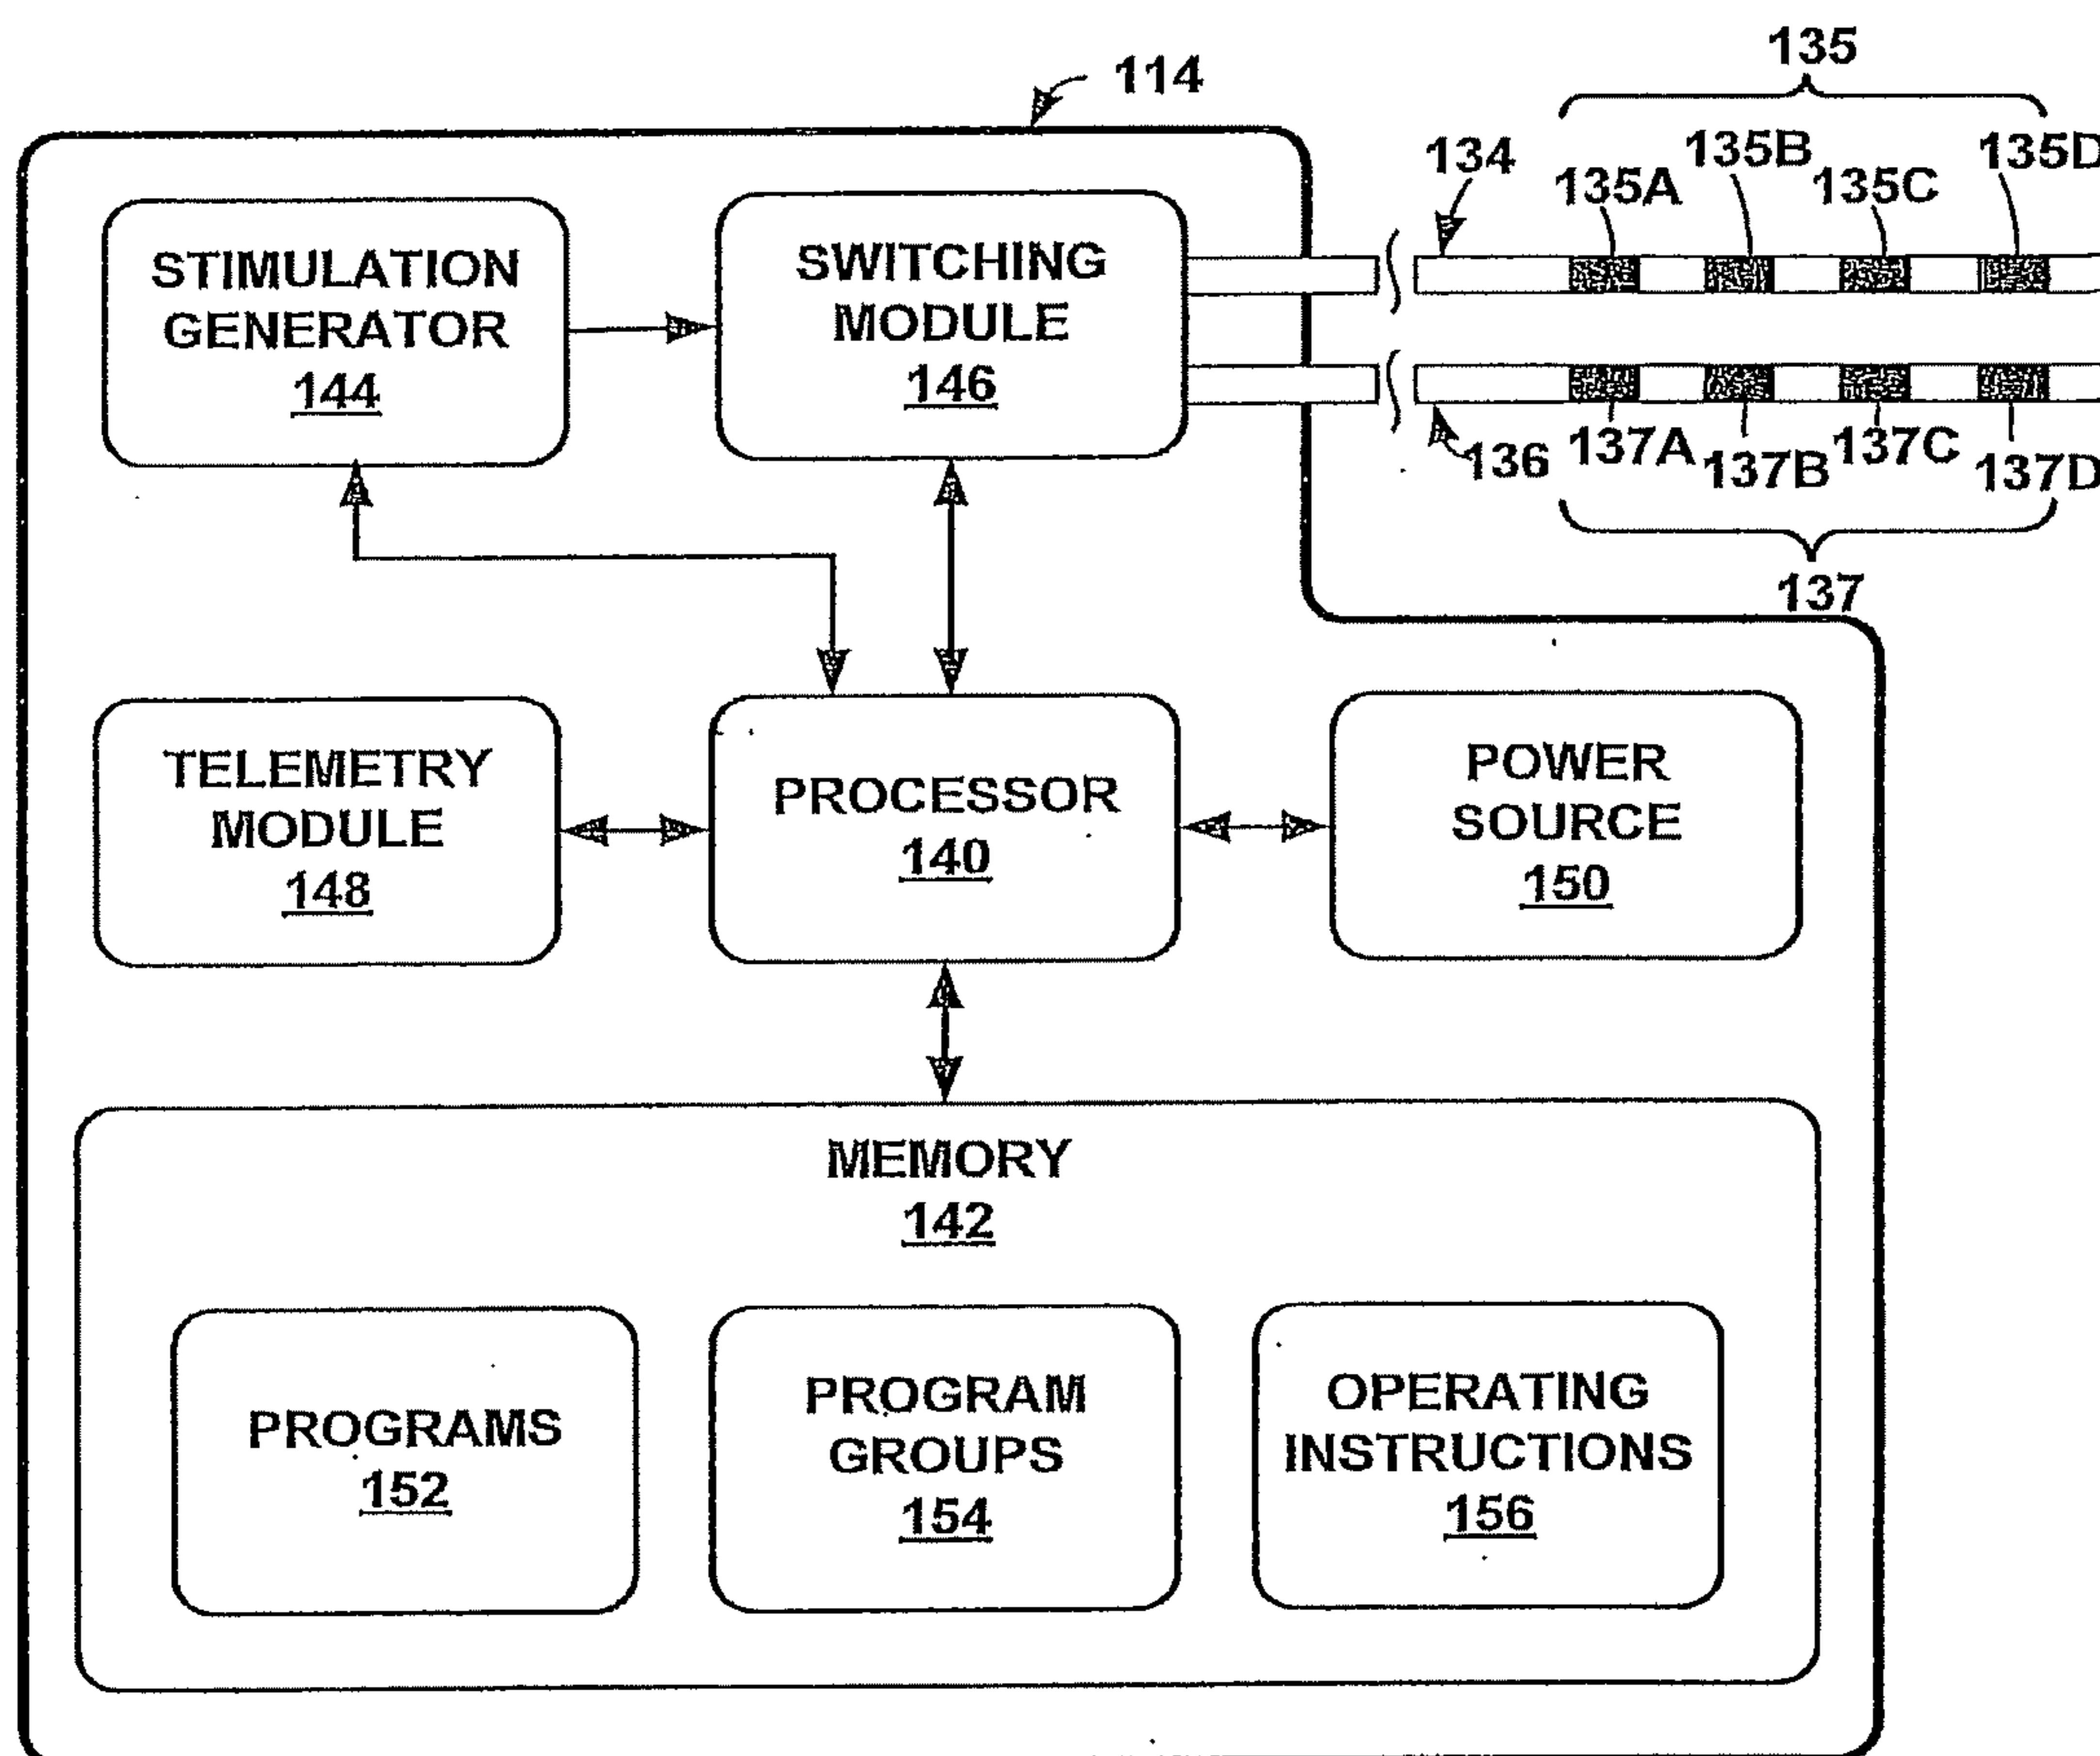 114
135
134
135A
135B
135C
135D
STIMULATION
GENERATOR
144
SWITCHING
MODULE
146
136
137A
137B
137C
137D
137
TELEMETRY
MODULE
148
PROCESSOR
140
POWER
SOURCE
150
MEMORY
142
PROGRAMS
152
PROGRAM
GROUPS
154
OPERATING
INSTRUCTIONS
156